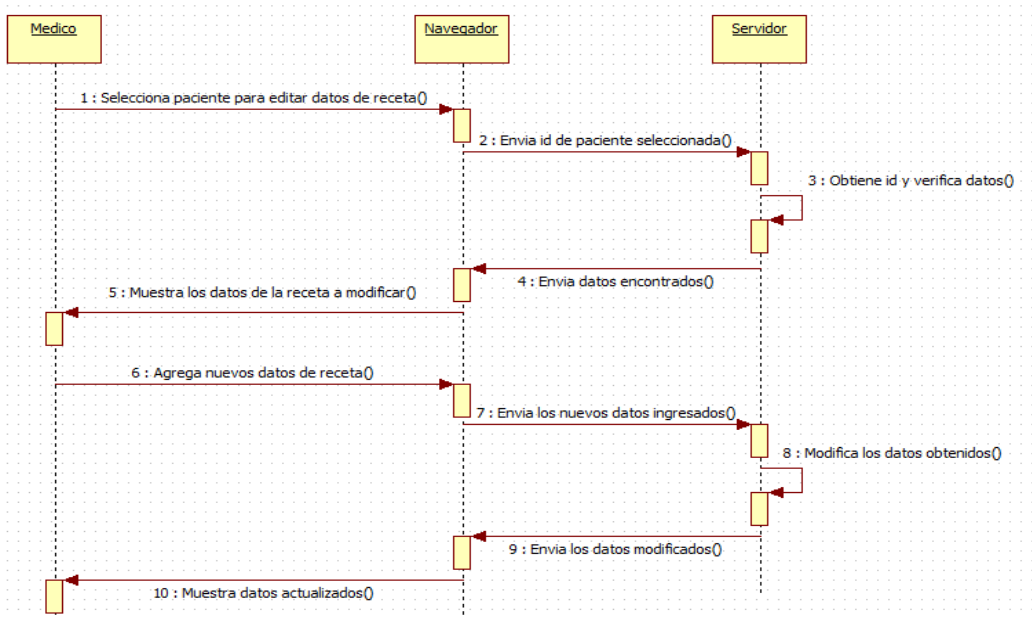 Medico
Navegador
Servidor
1 : Selecciona paciente para editar datos de receta()
2 : Envia id de paciente seleccionada()
3 : Obtiene id y verifica datos()
4 : Envia datos encontrados()
5 : Muestra los datos de la receta a modificar()
6 : Agrega nuevos datos de receta()
7 : Envia los nuevos datos ingresados()
8 : Modifica los datos obtenidos()
9 : Envia los datos modificados()
10 : Muestra datos actualizados()